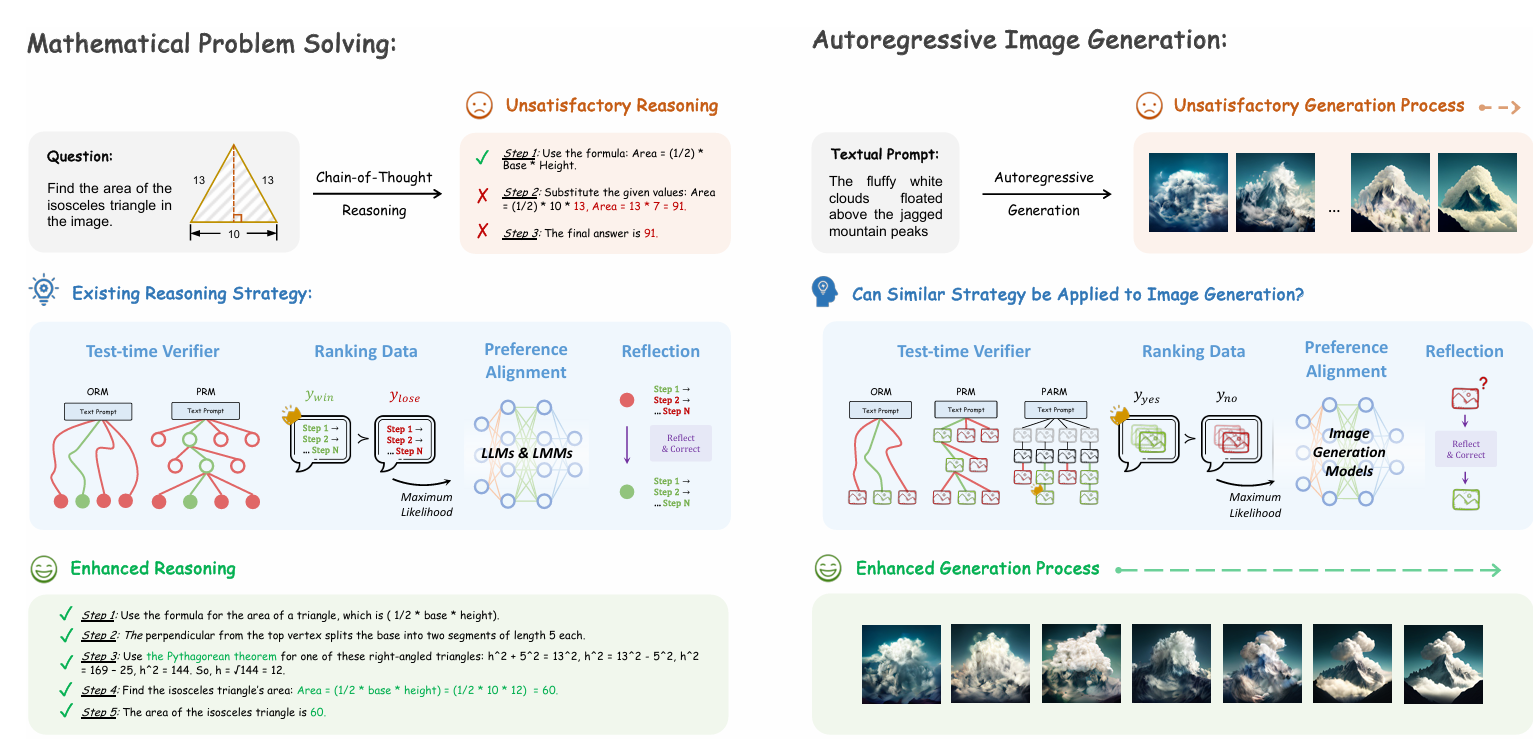 Mathematical Problem Solving:
Unsatisfactory Reasoning
Question:
Find the area of the
isosceles triangle in
the image.
13
13
10
Chain-of-Thought
Reasoning
Step 1: Use the formula: Area = (1/2) *
Base * Height.
Step 2: Substitute the given values: Area
= (1/2) * 10 * 13, Area = 13 * 7 = 91.
Step 3: The final answer is 91.
Existing Reasoning Strategy:
Test-time Verifier
Ranking Data
Preference
Alignment
Reflection
ORM
Text Prompt
PRM
Text Prompt
y_win
y_lose
Step 1 →
Step 2 →
... Step N
≻
Step 1 →
Step 2 →
... Step N
Maximum
Likelihood
LLMs & LMMs
Step 1 →
Step 2 →
... Step N
Reflect
& Correct
Step 1 →
Step 2 →
... Step N
Enhanced Reasoning
Step 1: Use the formula for the area of a triangle, which is ( 1/2 * base * height).
Step 2: The perpendicular from the top vertex splits the base into two segments of length 5 each.
Step 3: Use the Pythagorean theorem for one of these right-angled triangles: h^2 + 5^2 = 13^2, h^2 = 13^2 - 5^2, h^2
= 169 – 25, h^2 = 144. So, h = √144 = 12.
Step 4: Find the isosceles triangle's area: Area = (1/2 * base * height) = (1/2 * 10 * 12) = 60.
Step 5: The area of the isosceles triangle is 60.
Autoregressive Image Generation:
Unsatisfactory Generation Process
Textual Prompt:
The fluffy white
clouds floated
above the jagged
mountain peaks
Autoregressive
Generation
...
Can Similar Strategy be Applied to Image Generation?
Test-time Verifier
Ranking Data
Preference
Alignment
Reflection
ORM
Text Prompt
PRM
Text Prompt
PARM
Text Prompt
y_yes
y_no
≻
Maximum
Likelihood
Image
Generation
Models
?
Reflect
& Correct
Enhanced Generation Process